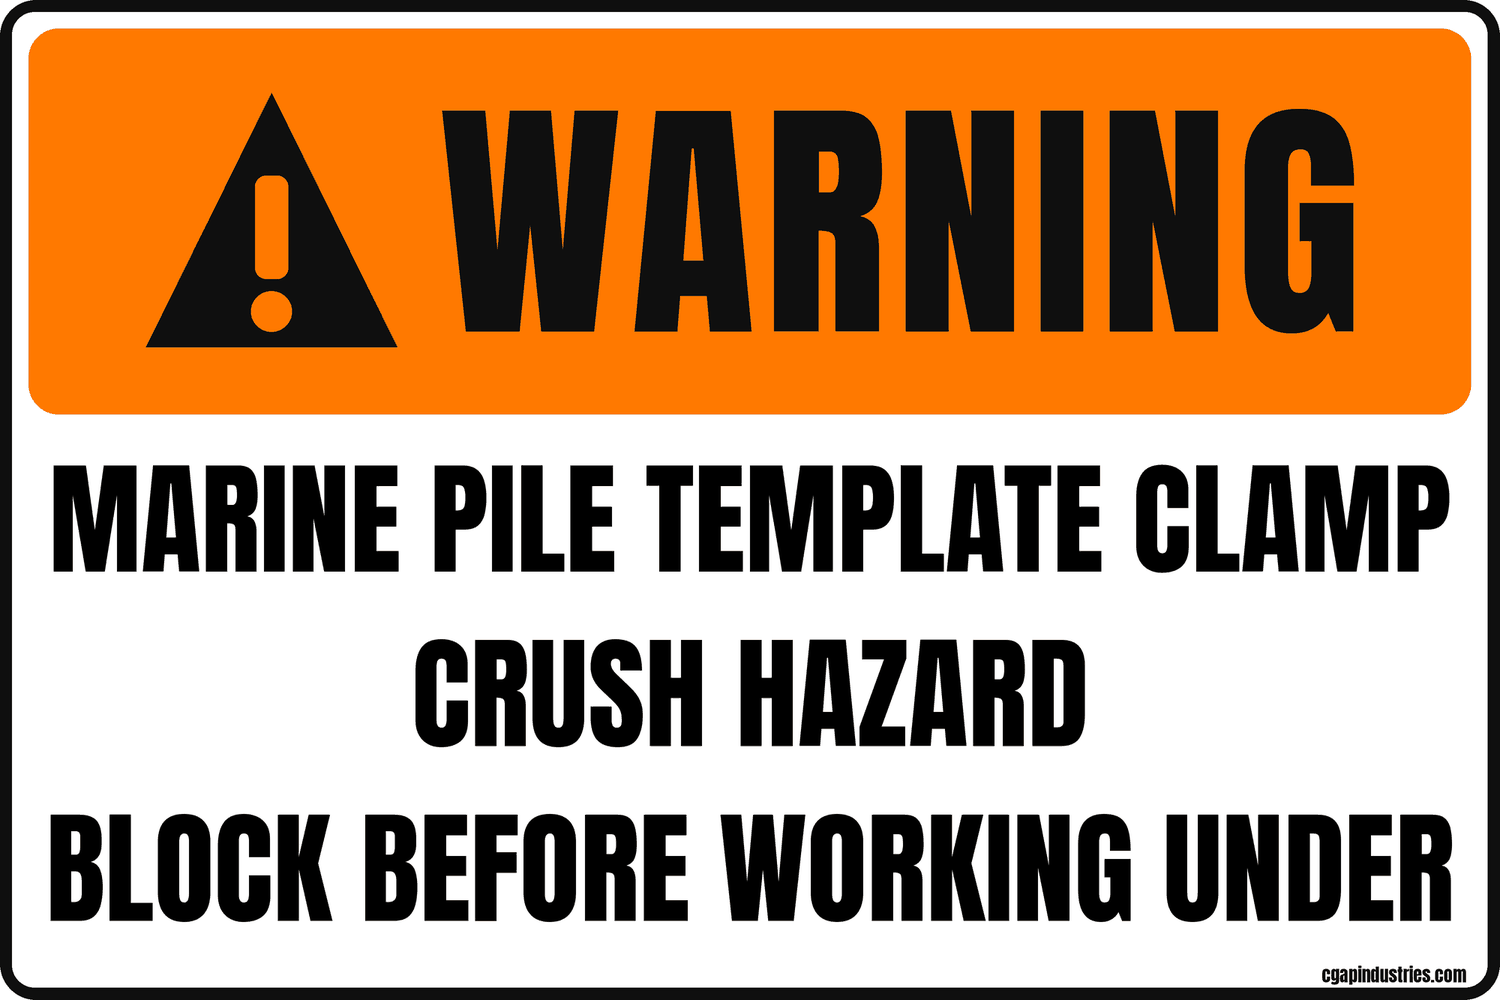 WARNING
MARINE PILE TEMPLATE CLAMP
CRUSH HAZARD
BLOCK BEFORE WORKING UNDER
cgapindustries.com